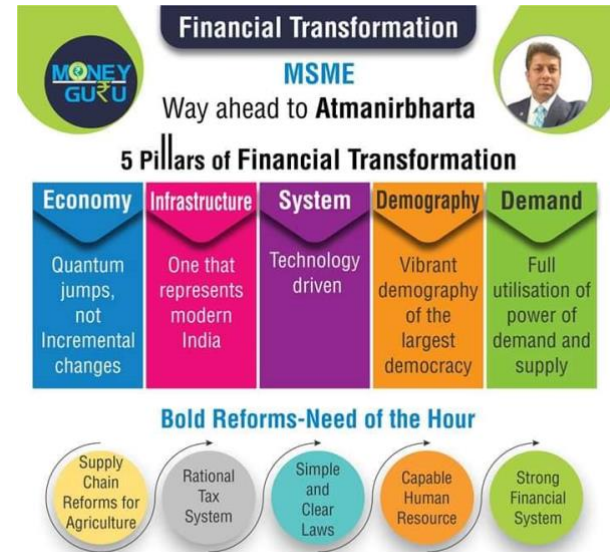 Financial Transformation
MONEY
GU₹U
MSME
Way ahead to Atmanirbharta
5 Pillars of Financial Transformation
Economy
Quantum
jumps,
not
Incremental
changes
Infrastructure
One that
represents
modern
India
System
Technology
driven
Demography
Vibrant
demography
of the
largest
democracy
Demand
Full
utilisation of
power of
demand and
supply
Bold Reforms-Need of the Hour
Supply
Chain
Reforms for
Agriculture
Rational
Tax
System
Simple
and
Clear
Laws
Capable
Human
Resource
Strong
Financial
System